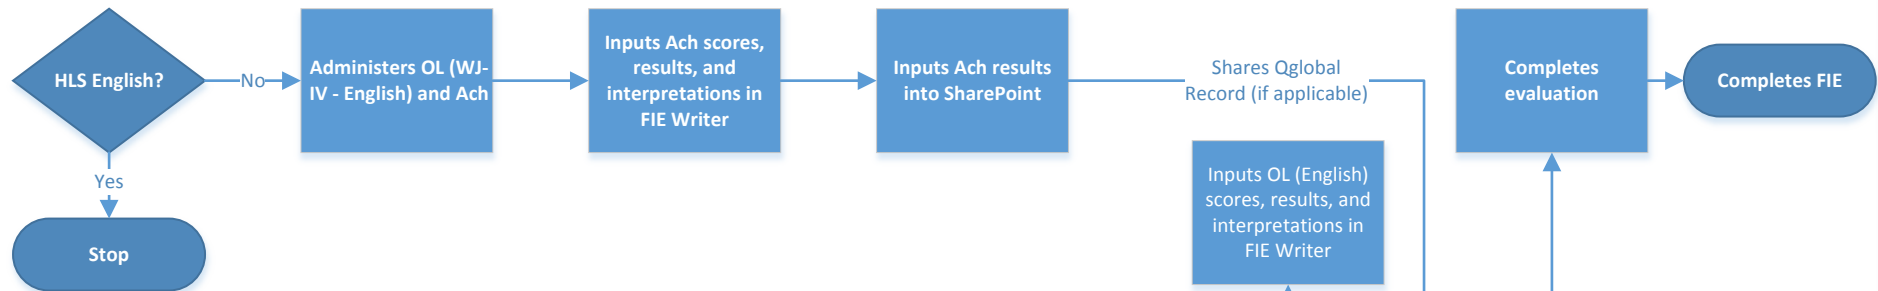 HLS English?
No
Administers OL (WJ-
IV - English) and Ach
Inputs Ach scores,
results, and
interpretations in
FIE Writer
Inputs Ach results
into SharePoint
Shares Qglobal
Record (if applicable)
Completes
evaluation
Completes FIE
Yes
Stop
Inputs OL (English)
scores, results, and
interpretations in
FIE Writer